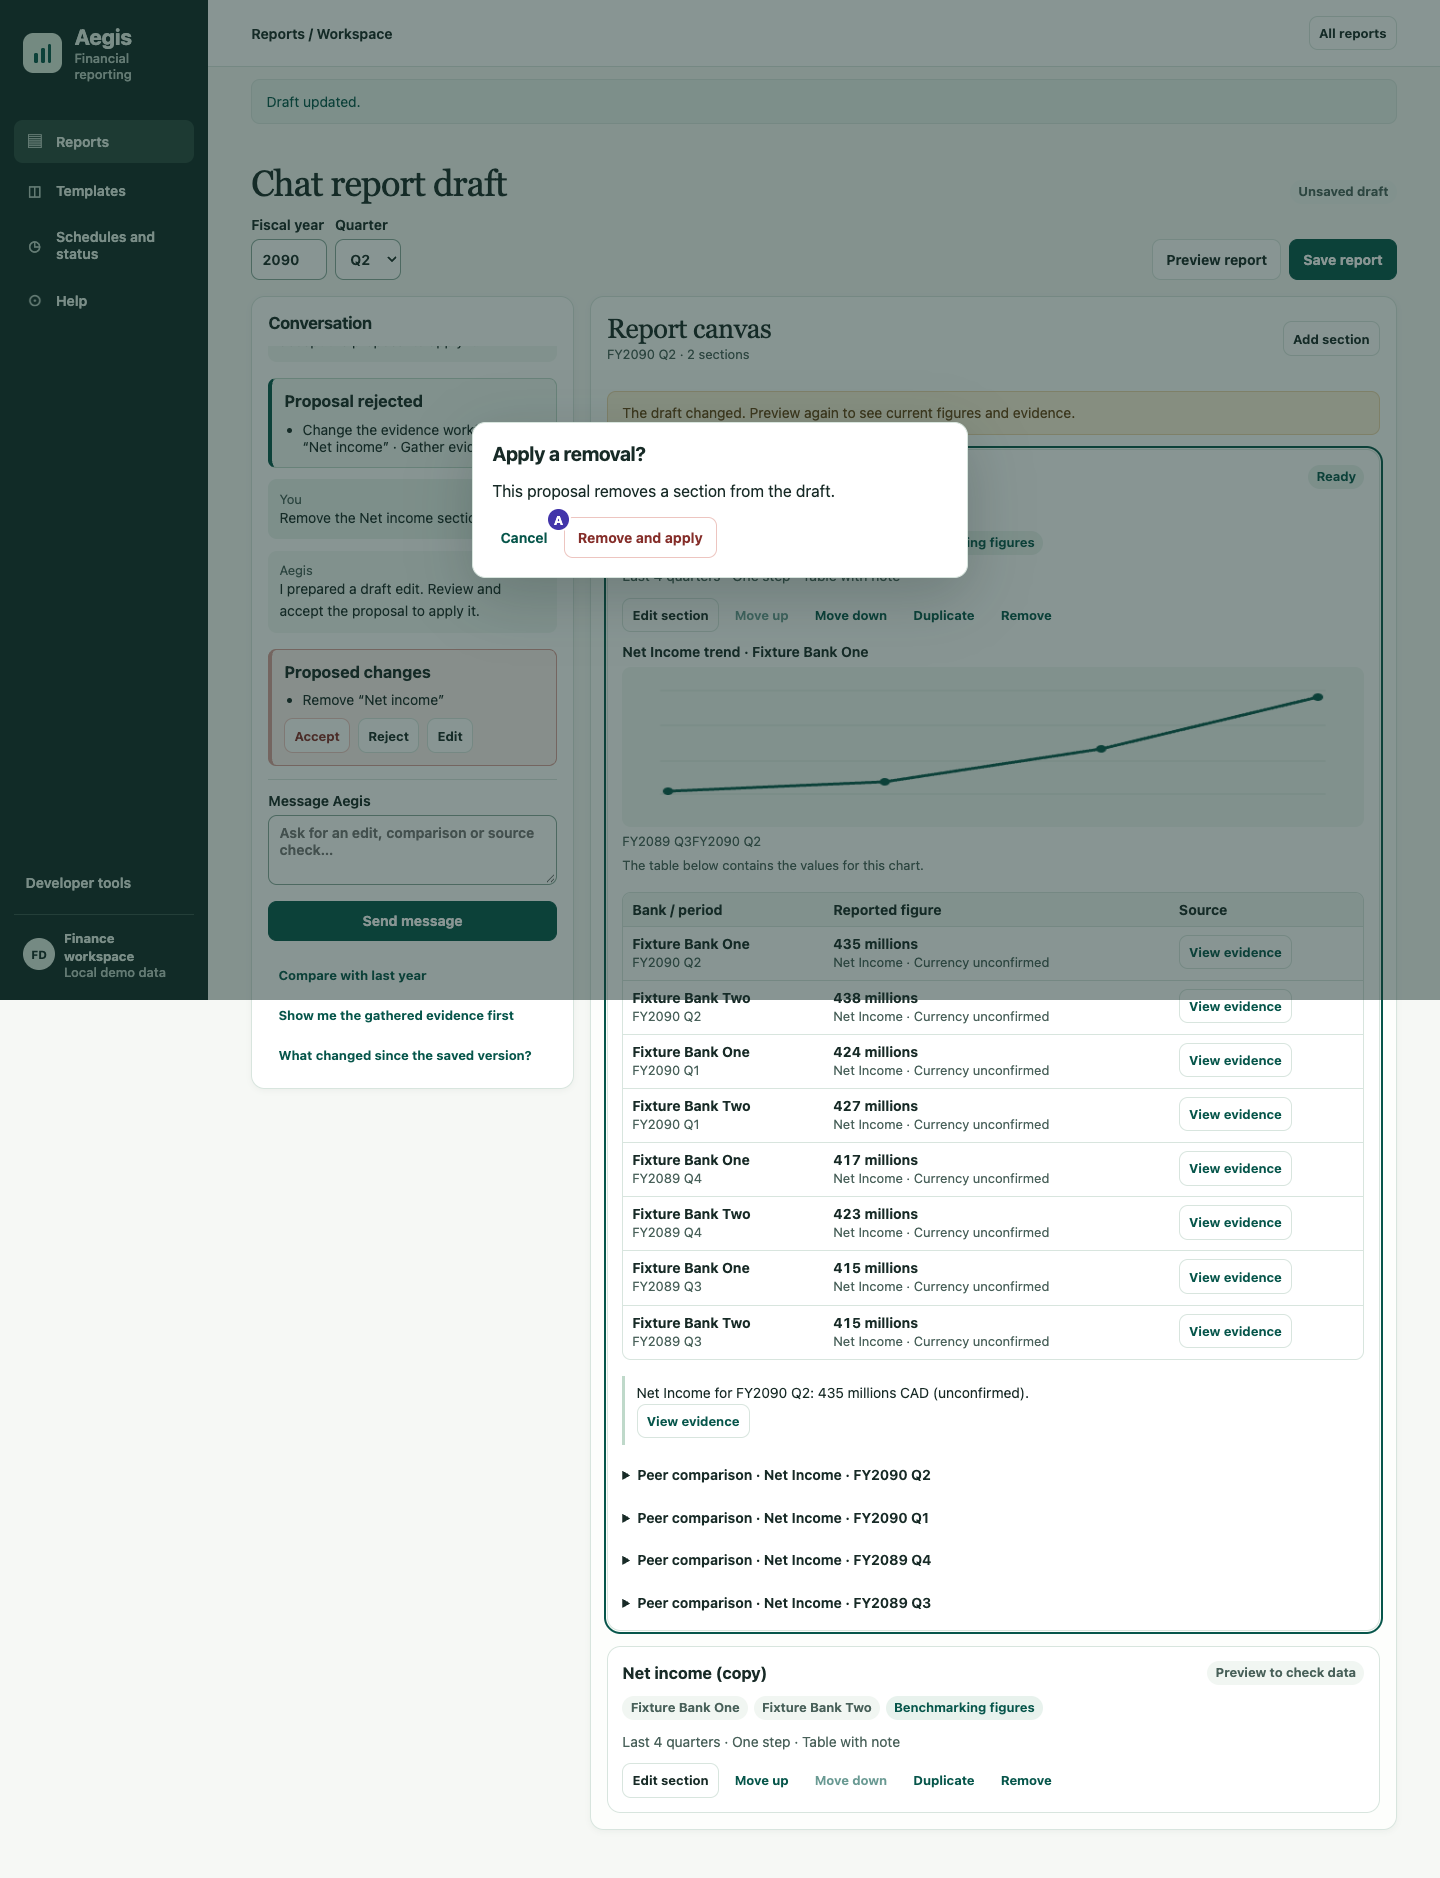 Aegis
Financial
reporting
Reports
Templates
Schedules and
status
Help
Developer tools
FD
Finance
workspace
Local demo data
Reports / Workspace
All reports
Draft updated.
Chat report draft
Unsaved draft
Fiscal year
Quarter
2090
Q2
Preview report
Save report
Conversation
Proposal rejected
Change the evidence work
“Net income” · Gather evid
You
Remove the Net income sectio
Aegis
I prepared a draft edit. Review and
accept the proposal to apply it.
Proposed changes
Remove “Net income”
Accept
Reject
Edit
Message Aegis
Ask for an edit, comparison or source
check...
Send message
Compare with last year
Show me the gathered evidence first
What changed since the saved version?
Report canvas
FY2090 Q2 · 2 sections
Add section
The draft changed. Preview again to see current figures and evidence.
Apply a removal?
This proposal removes a section from the draft.
A
Cancel
Remove and apply
Ready
ing figures
Last 4 quarters · One step · Table with note
Edit section
Move up
Move down
Duplicate
Remove
Net Income trend · Fixture Bank One
FY2089 Q3FY2090 Q2
The table below contains the values for this chart.
Bank / period
Reported figure
Source
Fixture Bank One
435 millions
View evidence
FY2090 Q2
Net Income · Currency unconfirmed
Fixture Bank Two
438 millions
View evidence
FY2090 Q2
Net Income · Currency unconfirmed
Fixture Bank One
424 millions
View evidence
FY2090 Q1
Net Income · Currency unconfirmed
Fixture Bank Two
427 millions
View evidence
FY2090 Q1
Net Income · Currency unconfirmed
Fixture Bank One
417 millions
View evidence
FY2089 Q4
Net Income · Currency unconfirmed
Fixture Bank Two
423 millions
View evidence
FY2089 Q4
Net Income · Currency unconfirmed
Fixture Bank One
415 millions
View evidence
FY2089 Q3
Net Income · Currency unconfirmed
Fixture Bank Two
415 millions
View evidence
FY2089 Q3
Net Income · Currency unconfirmed
Net Income for FY2090 Q2: 435 millions CAD (unconfirmed).
View evidence
Peer comparison · Net Income · FY2090 Q2
Peer comparison · Net Income · FY2090 Q1
Peer comparison · Net Income · FY2089 Q4
Peer comparison · Net Income · FY2089 Q3
Net income (copy)
Preview to check data
Fixture Bank One
Fixture Bank Two
Benchmarking figures
Last 4 quarters · One step · Table with note
Edit section
Move up
Move down
Duplicate
Remove